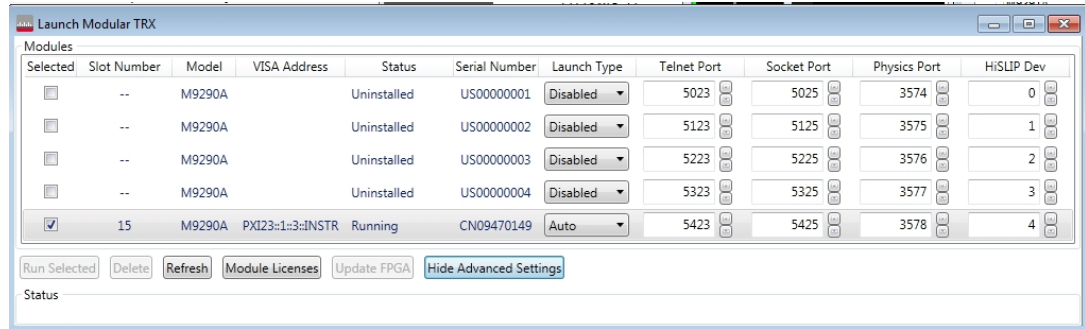 Launch Modular TRX
Modules
Selected Slot Number Model VISA Address Status Serial Number Launch Type Telnet Port Socket Port Physics Port HiSLIP Dev
-- M9290A Uninstalled US00000001 Disabled 5023 5025 3574 0
-- M9290A Uninstalled US00000002 Disabled 5123 5125 3575 1
-- M9290A Uninstalled US00000003 Disabled 5223 5225 3576 2
-- M9290A Uninstalled US00000004 Disabled 5323 5325 3577 3
15 M9290A PXI23::1::3::INSTR Running CN09470149 Auto 5423 5425 3578 4
Run Selected Delete Refresh Module Licenses Update FPGA Hide Advanced Settings
Status